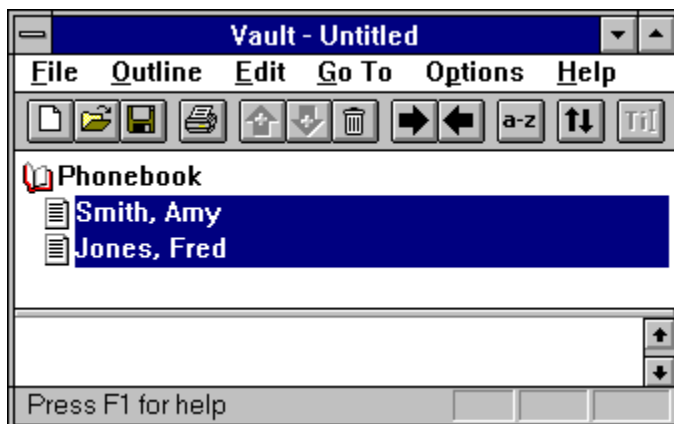 Vault - Untitled
File Outline Edit Go To Options Help
a-z
Phonebook
Smith, Amy
Jones, Fred
Press F1 for help